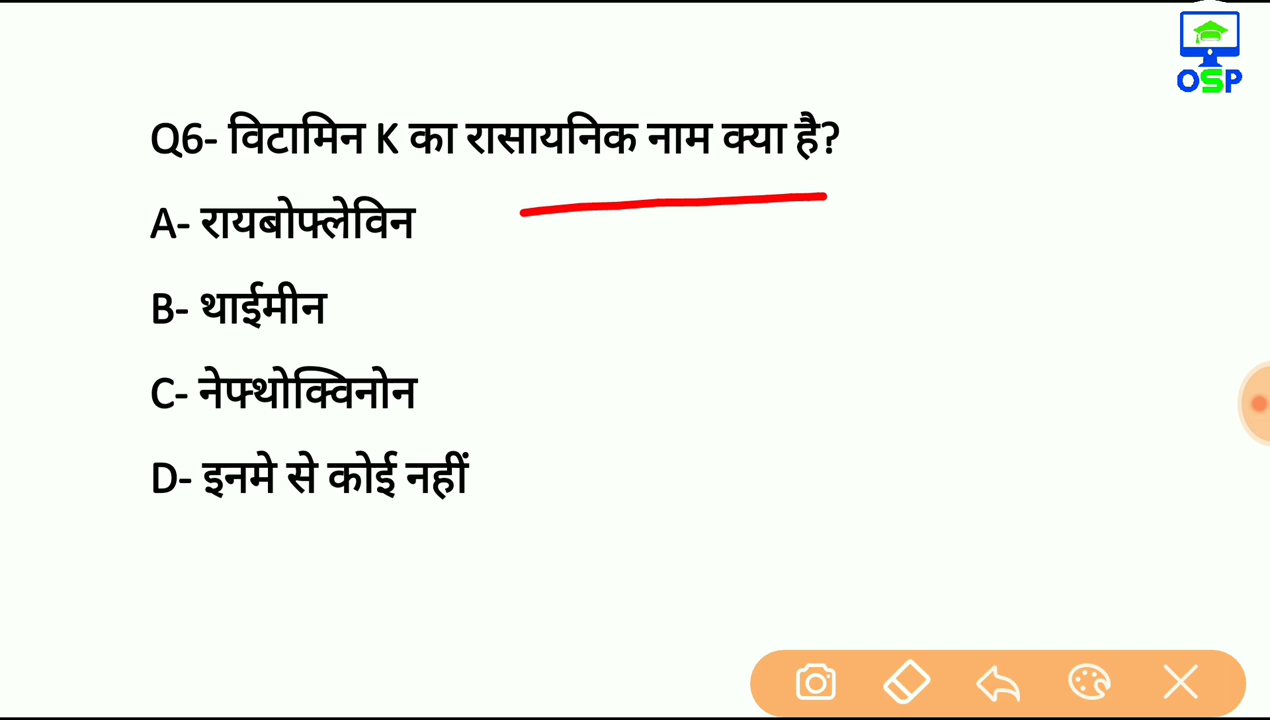 OSP
Q6- विटामिन K का रासायनिक नाम क्या है?
A- रायबोफ्लेविन
B- थाईमीन
C- नेफ्थोक्विनोन
D- इनमे से कोई नहीं